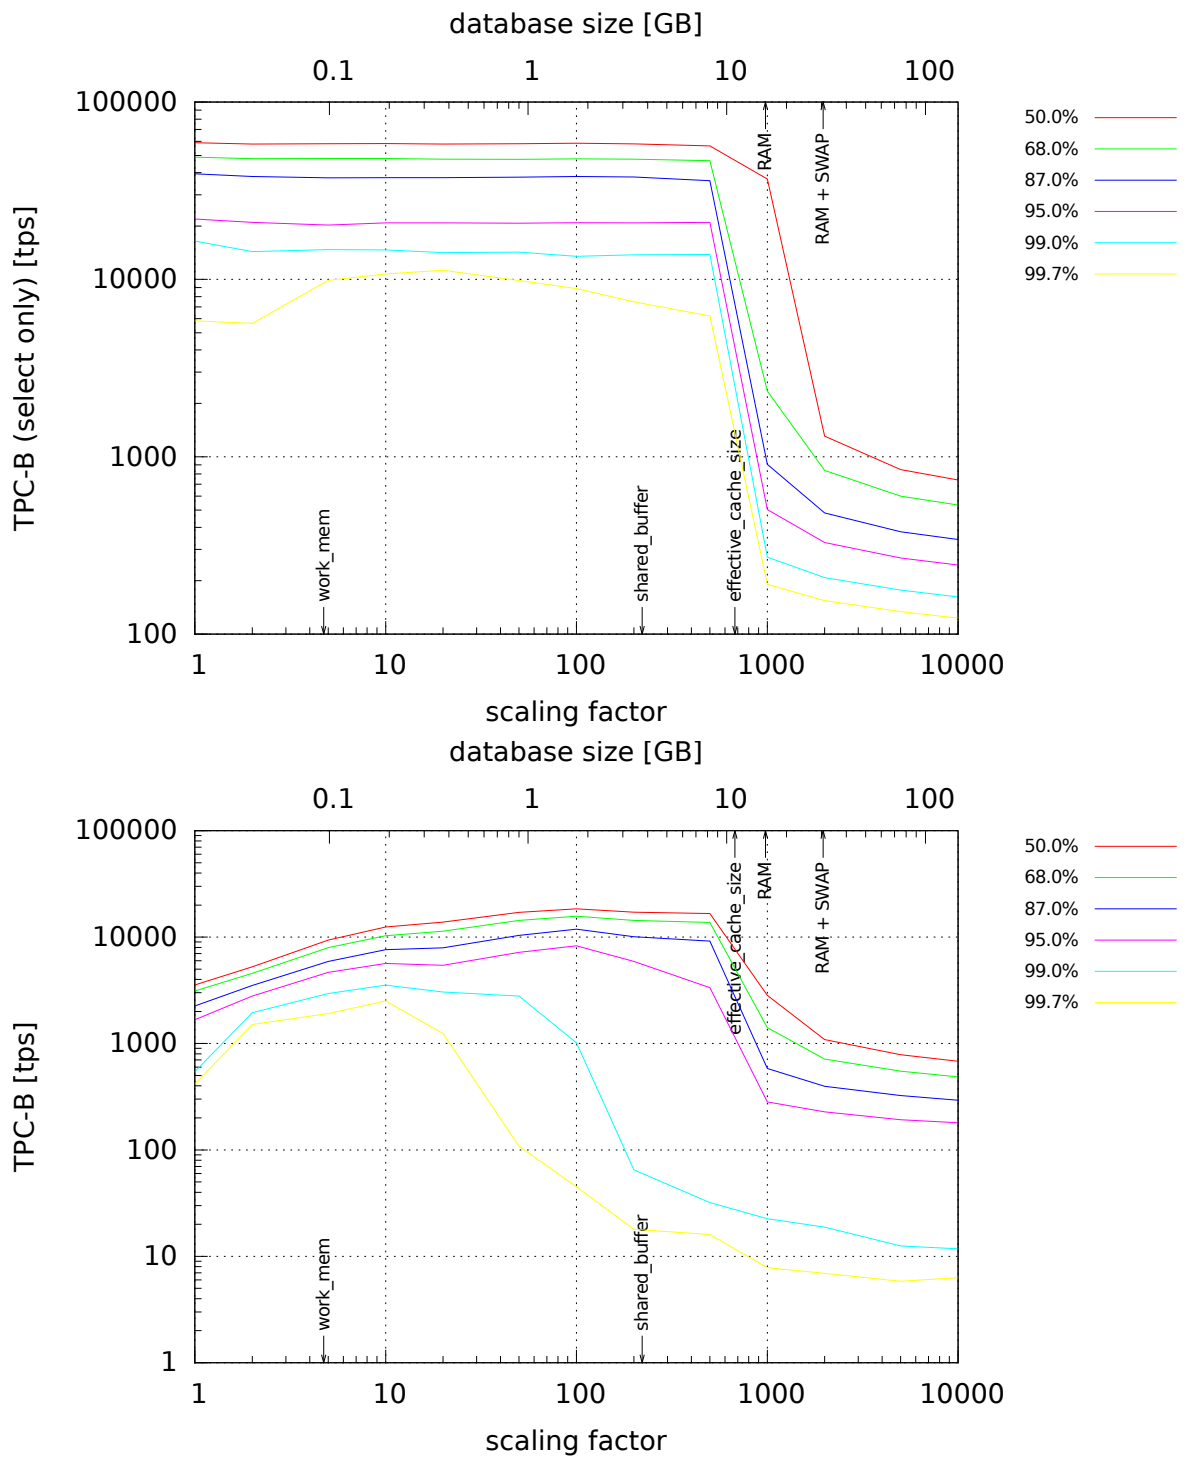 database size [GB]
0.1 1 10 100
100000
10000
1000
100
TPC-B (select only) [tps]
RAM
RAM + SWAP
work_mem
shared_buffer
effective_cache_size
50.0%
68.0%
87.0%
95.0%
99.0%
99.7%
1 10 100 1000 10000
scaling factor
database size [GB]
0.1 1 10 100
100000
10000
1000
100
10
1
TPC-B [tps]
effective_cache_size
RAM
RAM + SWAP
work_mem
shared_buffer
50.0%
68.0%
87.0%
95.0%
99.0%
99.7%
1 10 100 1000 10000
scaling factor